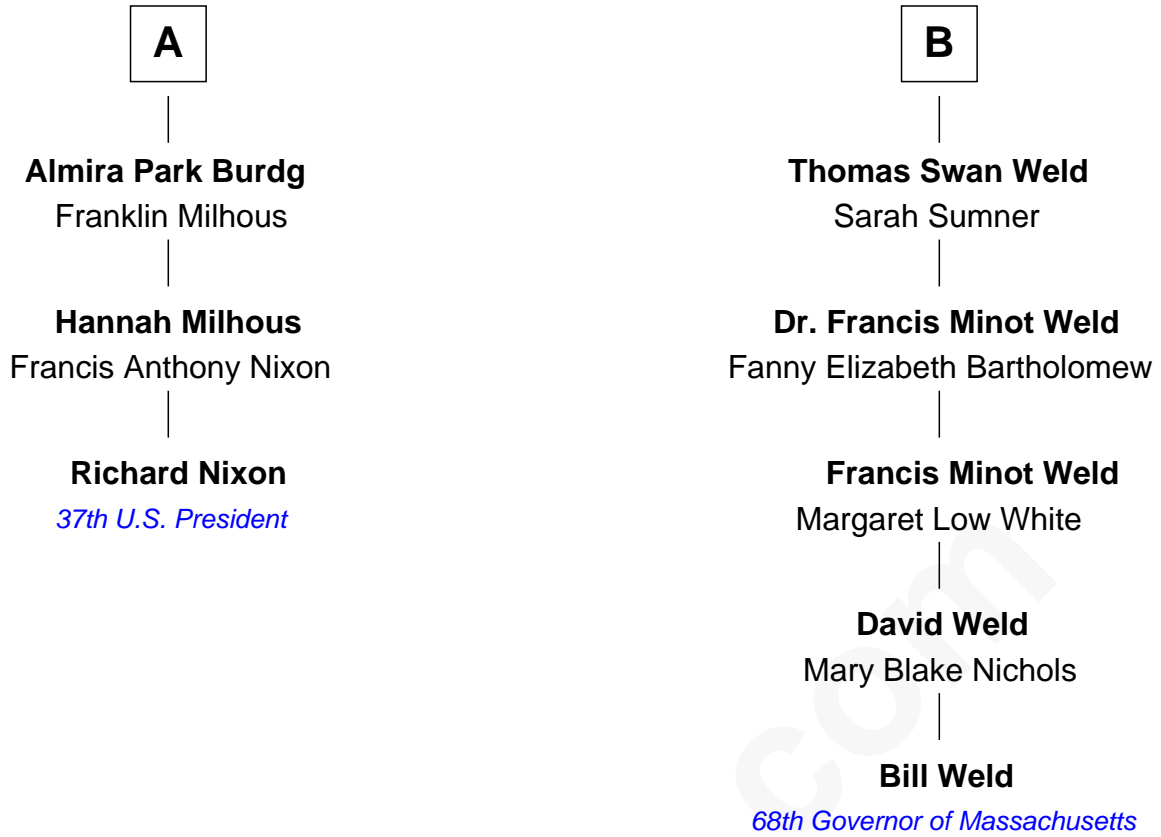 A
Almira Park Burdg
Franklin Milhous
Hannah Milhous
Francis Anthony Nixon
Richard Nixon
37th U.S. President
B
Thomas Swan Weld
Sarah Sumner
Dr. Francis Minot Weld
Fanny Elizabeth Bartholomew
Francis Minot Weld
Margaret Low White
David Weld
Mary Blake Nichols
Bill Weld
68th Governor of Massachusetts
com